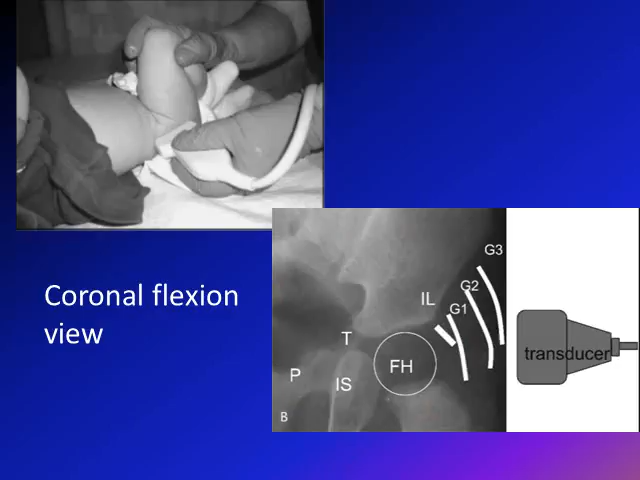 Coronal flexion
view
G3
G2
IL
G1
T
FH
P
IS
B
transducer